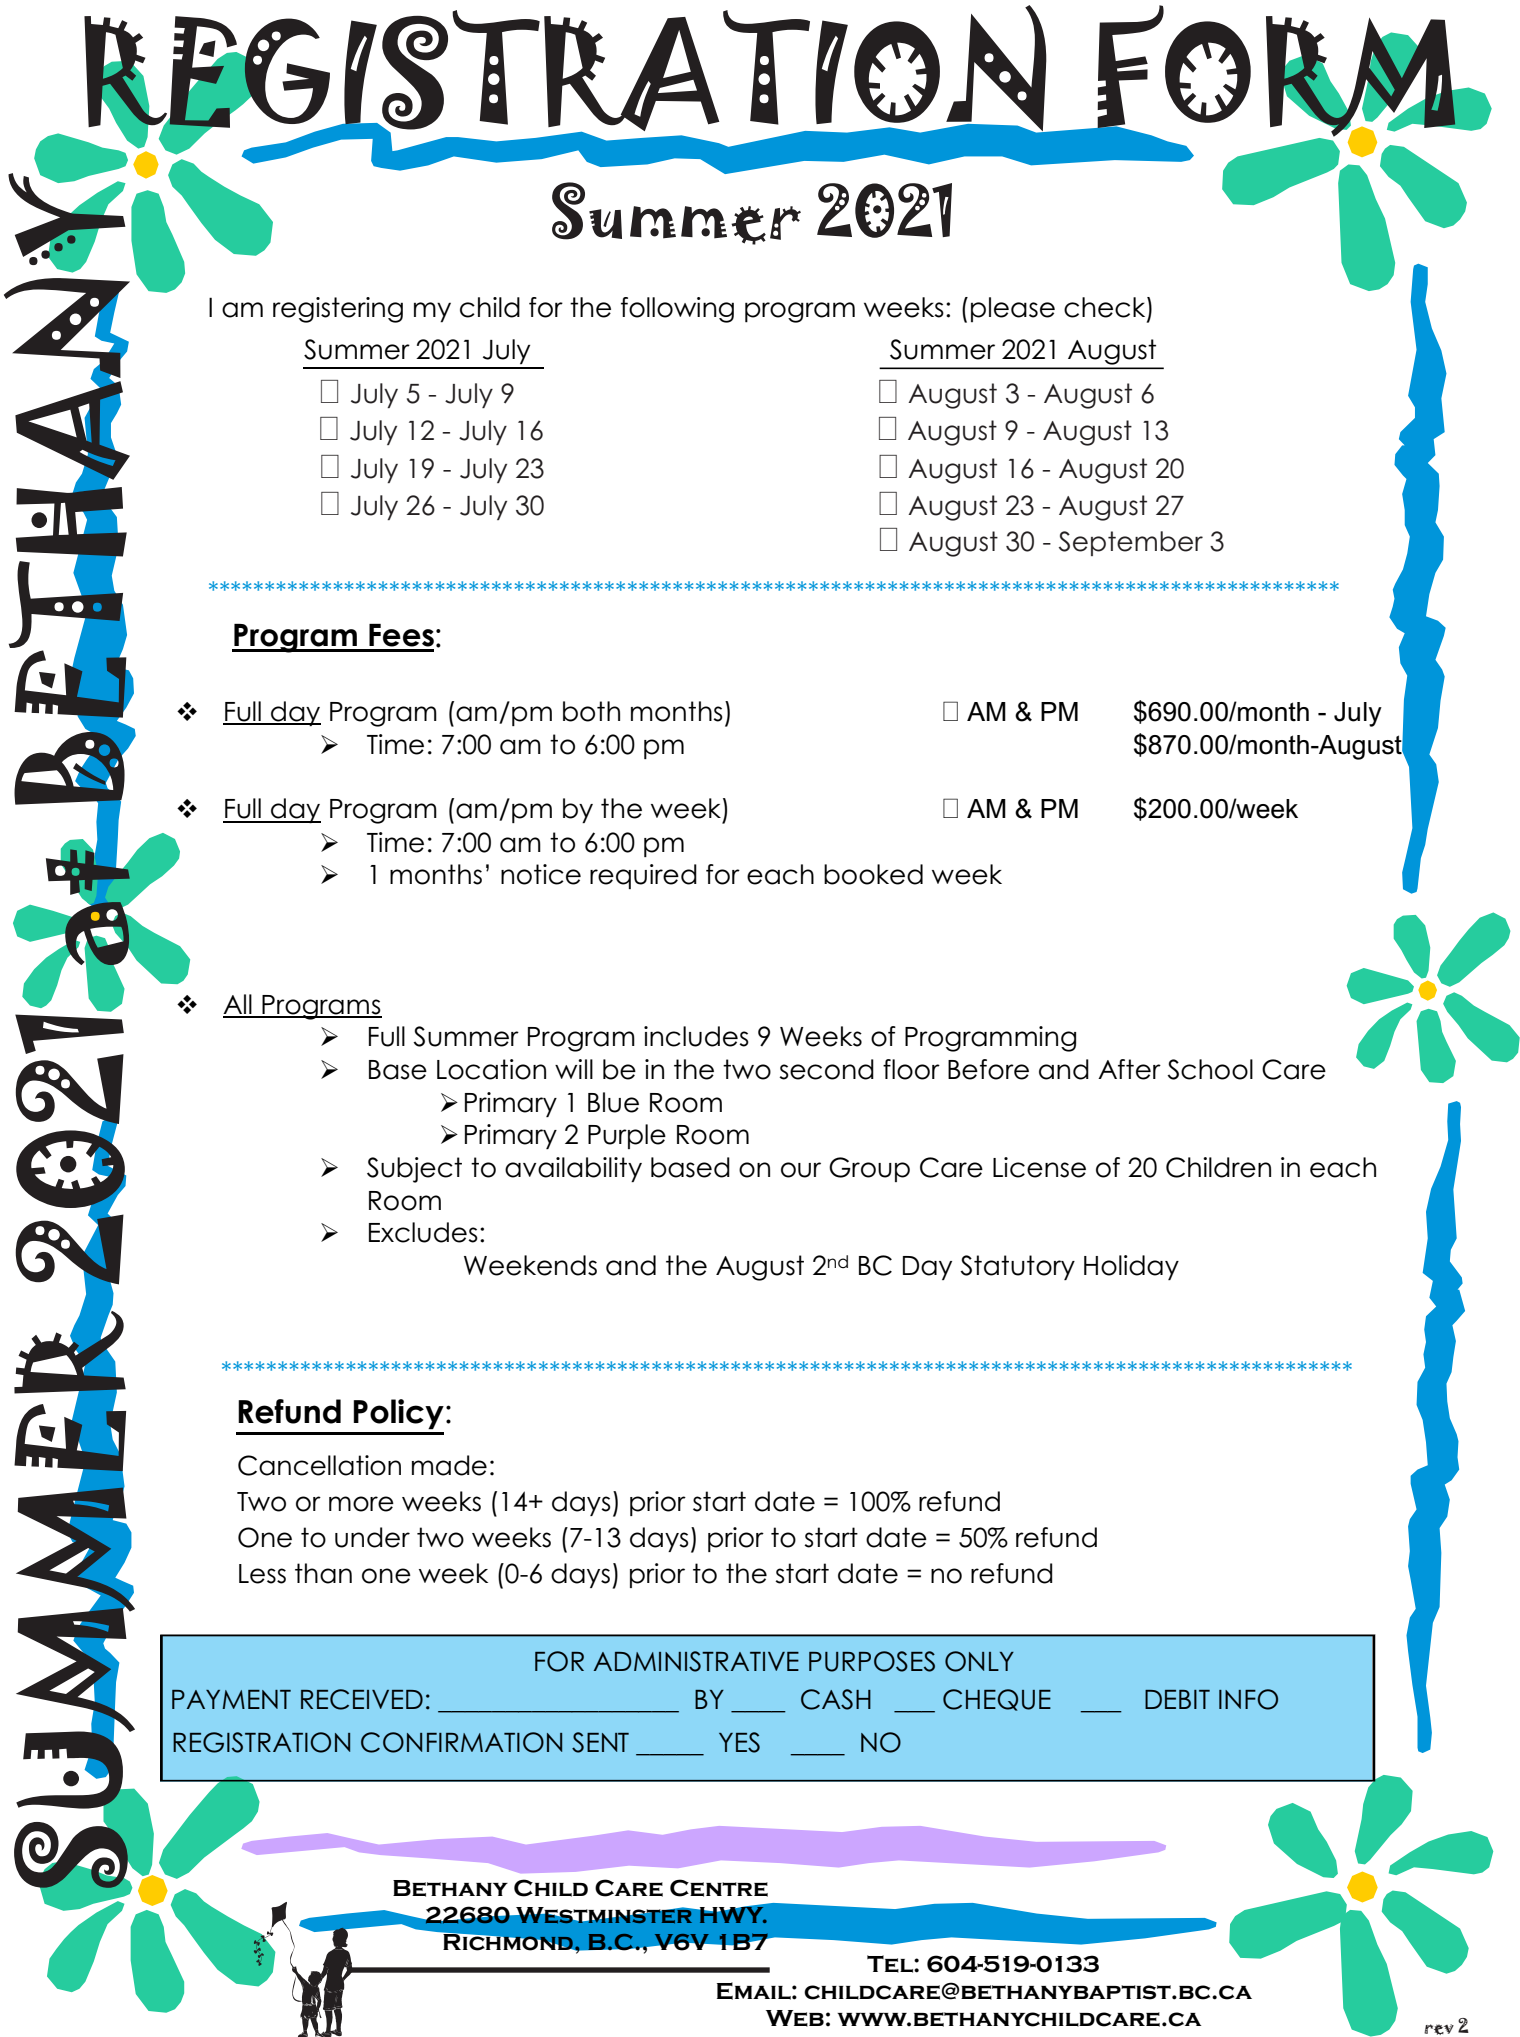 REGISTRATION FORM
SUMMER 2021 at BETHANY
Summer 2021
I am registering my child for the following program weeks: (please check)
Summer 2021 July
☐ July 5 - July 9
☐ July 12 - July 16
☐ July 19 - July 23
☐ July 26 - July 30
Summer 2021 August
☐ August 3 - August 6
☐ August 9 - August 13
☐ August 16 - August 20
☐ August 23 - August 27
☐ August 30 - September 3
Program Fees:
❖ Full day Program (am/pm both months) ☐ AM & PM $690.00/month - July
➢ Time: 7:00 am to 6:00 pm $870.00/month-August
❖ Full day Program (am/pm by the week) ☐ AM & PM $200.00/week
➢ Time: 7:00 am to 6:00 pm
➢ 1 months’ notice required for each booked week
❖ All Programs
➢ Full Summer Program includes 9 Weeks of Programming
➢ Base Location will be in the two second floor Before and After School Care
➢ Primary 1 Blue Room
➢ Primary 2 Purple Room
➢ Subject to availability based on our Group Care License of 20 Children in each
Room
➢ Excludes:
Weekends and the August 2nd BC Day Statutory Holiday
Refund Policy:
Cancellation made:
Two or more weeks (14+ days) prior start date = 100% refund
One to under two weeks (7-13 days) prior to start date = 50% refund
Less than one week (0-6 days) prior to the start date = no refund
FOR ADMINISTRATIVE PURPOSES ONLY
PAYMENT RECEIVED: __________________ BY ____ CASH ___ CHEQUE ___ DEBIT INFO
REGISTRATION CONFIRMATION SENT _____ YES ____ NO
BETHANY CHILD CARE CENTRE
22680 WESTMINSTER HWY.
RICHMOND, B.C., V6V 1B7
TEL: 604-519-0133
EMAIL: CHILDCARE@BETHANYBAPTIST.BC.CA
WEB: WWW.BETHANYCHILDCARE.CA
rev 2